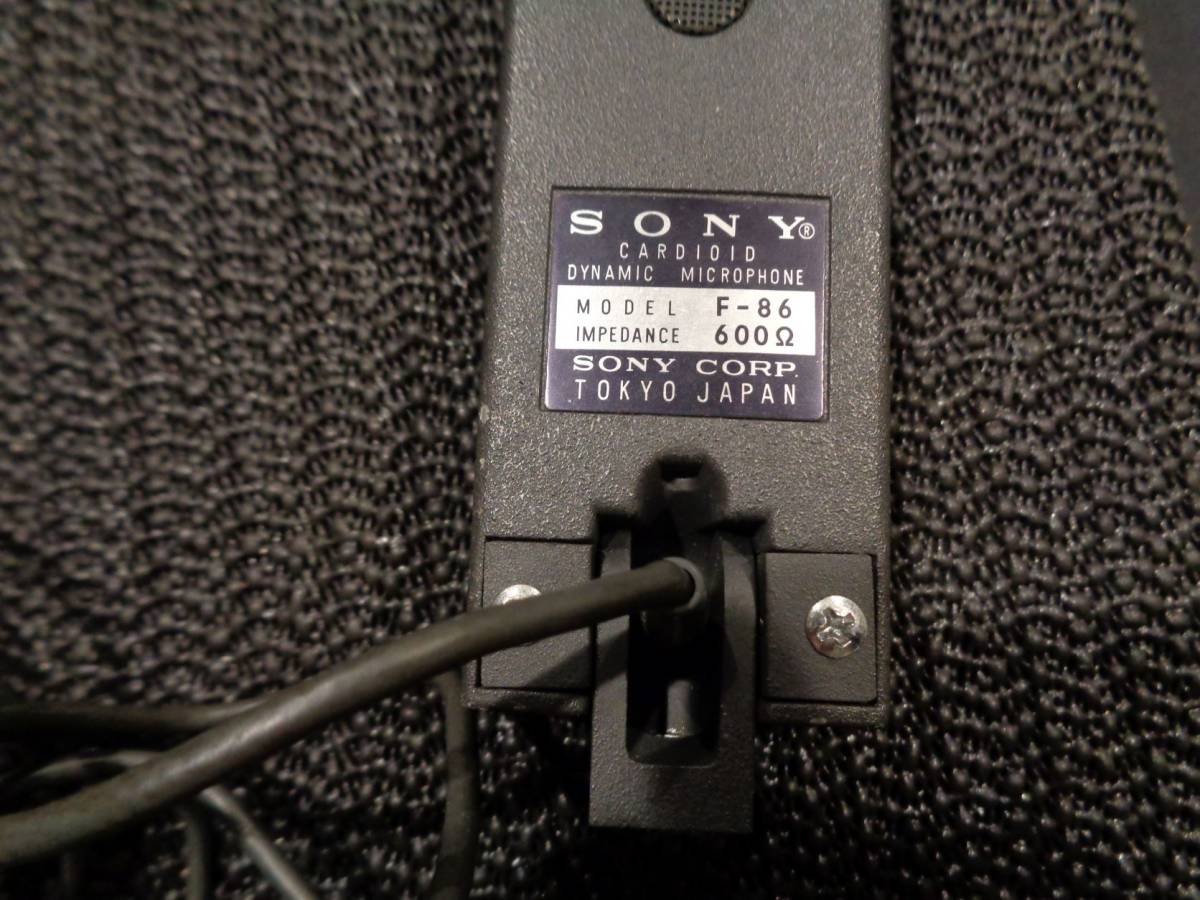 SONY®
CARDIOID
DYNAMIC MICROPHONE
MODEL F-86
IMPEDANCE 600Ω
SONY CORP.
TOKYO JAPAN